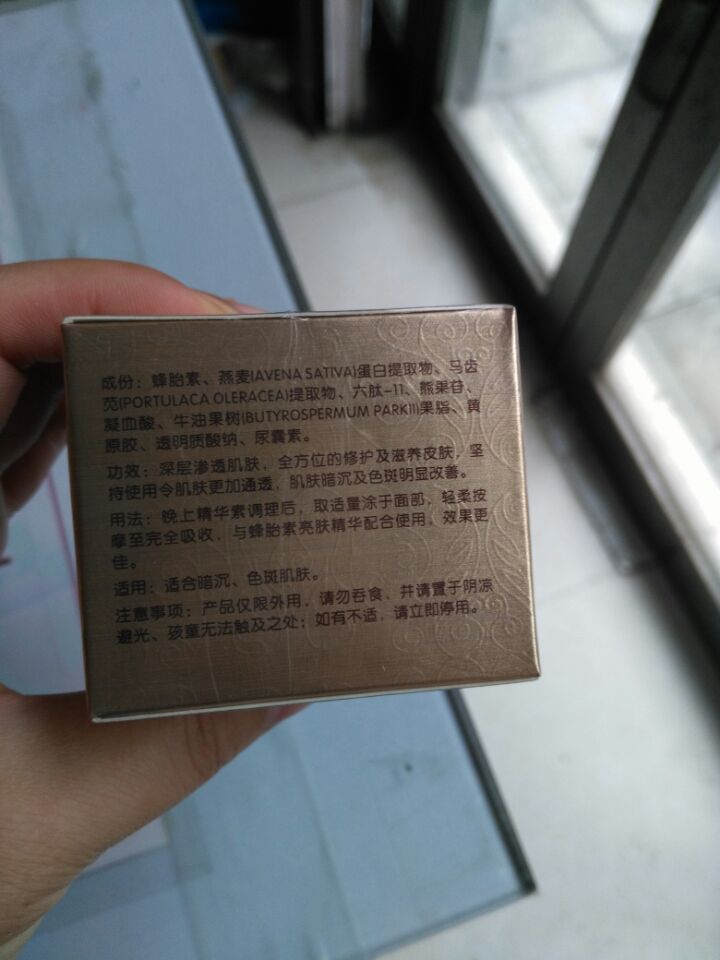 成份：蜂胎素、燕麦(AVENA SATIVA)蛋白提取物、马齿
苋(PORTULACA OLERACEA)提取物、六肽-11、熊果苷、
凝血酸、牛油果树(BUTYROSPERMUM PARKII)果脂、黄
原胶、透明质酸纳、尿囊素。
功效：深层渗透肌肤，全方位的修护及滋养皮肤，坚
持使用令肌肤更加通透，肌肤暗沉及色斑明显改善。
用法：晚上精华素调理后，取适量涂于面部，轻柔按
摩至完全吸收，与蜂胎素亮肤精华配合使用，效果更
佳。
适用：适合暗沉、色斑肌肤。
注意事项：产品仅限外用，请勿吞食、并请置于阴凉
避光、孩童无法触及之处；如有不适，请立即停用。